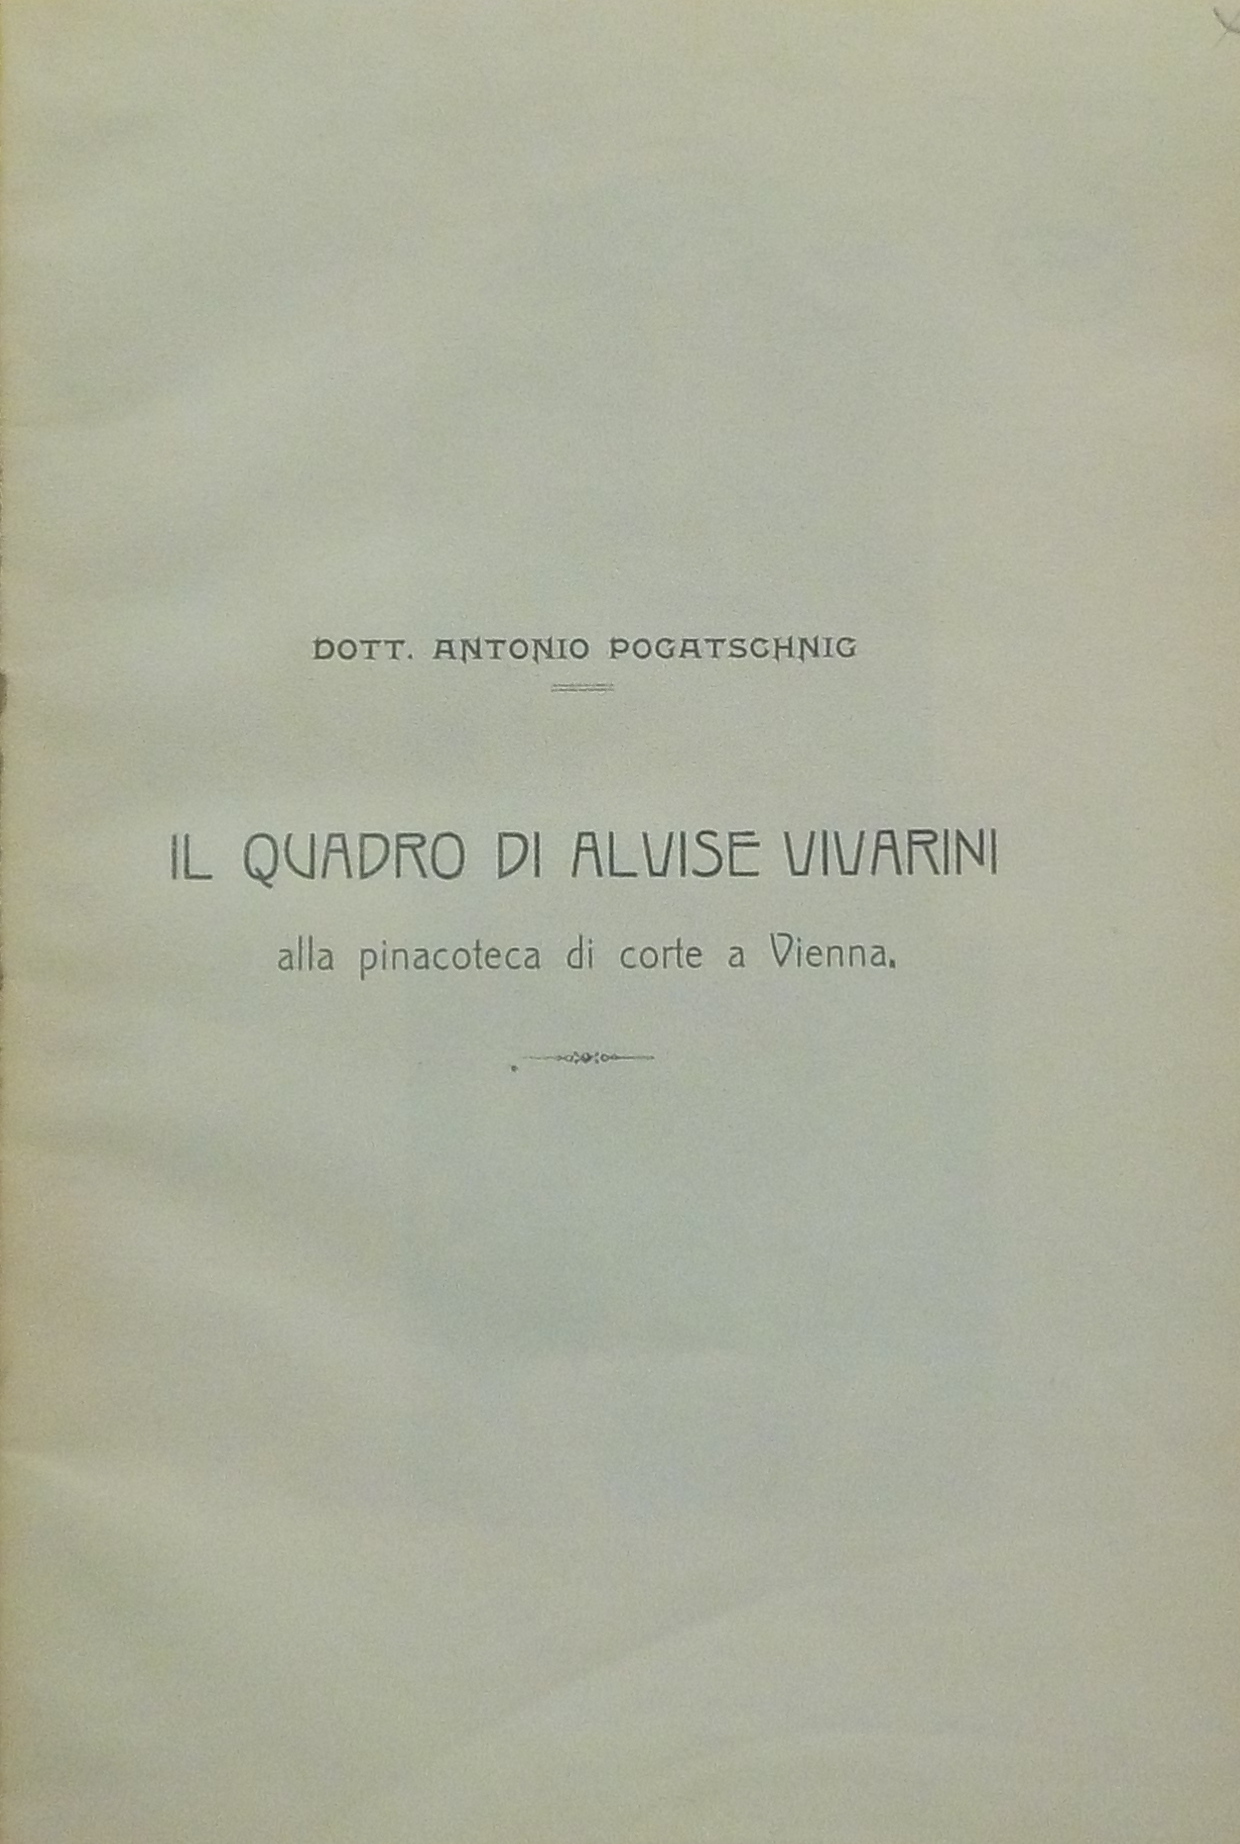 DOTT. ANTONIO POGATSCHNIG
IL QUADRO DI ALVISE VIVARINI
alla pinacoteca di corte a Vienna.